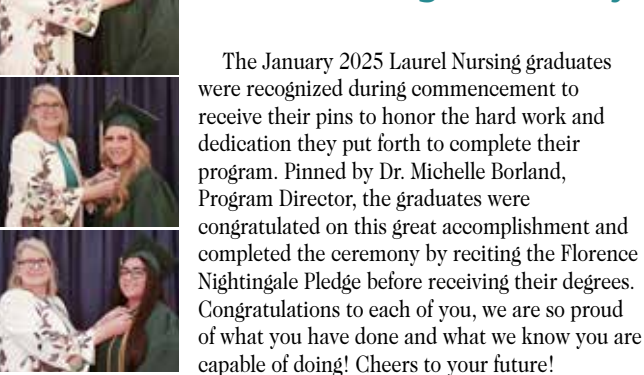 The January 2025 Laurel Nursing graduates
were recognized during commencement to
receive their pins to honor the hard work and
dedication they put forth to complete their
program. Pinned by Dr. Michelle Borland,
Program Director, the graduates were
congratulated on this great accomplishment and
completed the ceremony by reciting the Florence
Nightingale Pledge before receiving their degrees.
Congratulations to each of you, we are so proud
of what you have done and what we know you are
capable of doing! Cheers to your future!